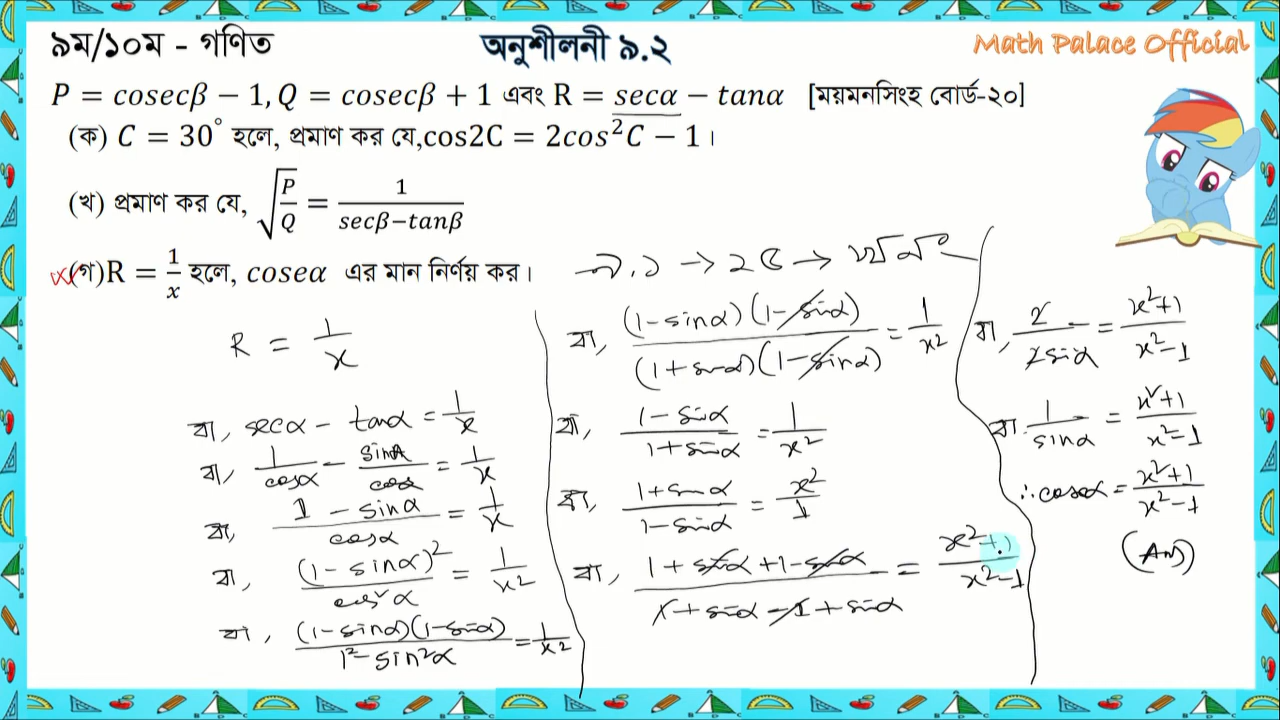 ৯ম/১০ম - গণিত
অনুশীলনী ৯.২
Math Palace Official
P = cosecβ − 1, Q = cosecβ + 1 এবং R = secα − tanα [ময়মনসিংহ বোর্ড-২০]
(ক) C = 30° হলে, প্রমাণ কর যে,cos2C = 2cos²C − 1।
(খ) প্রমাণ কর যে, √(P/Q) = 1/(secβ−tanβ)
(গ)R = 1/x হলে, coseα এর মান নির্ণয় কর।
R = 1/x
বা, secα − tanα = 1/x
বা, 1/cosα − sinα/cosα = 1/x
বা, (1 − sinα)/cosα = 1/x
বা, (1 − sinα)²/cos²α = 1/x²
বা, (1−sinα)(1−sinα)/(1²−sin²α) = 1/x²
৯.১ → ২৫ →
বা, (1−sinα)(1−sinα)/(1+sinα)(1−sinα) = 1/x²
বা, (1−sinα)/(1+sinα) = 1/x²
বা, (1+sinα)/(1−sinα) = x²/1
বা, (1+sinα+1−sinα)/(1+sinα−1+sinα) = (x²+1)/(x²−1)
বা, 2/2sinα = (x²+1)/(x²−1)
বা, 1/sinα = (x²+1)/(x²−1)
∴ cosα = (x²+1)/(x²−1)
(Ans)